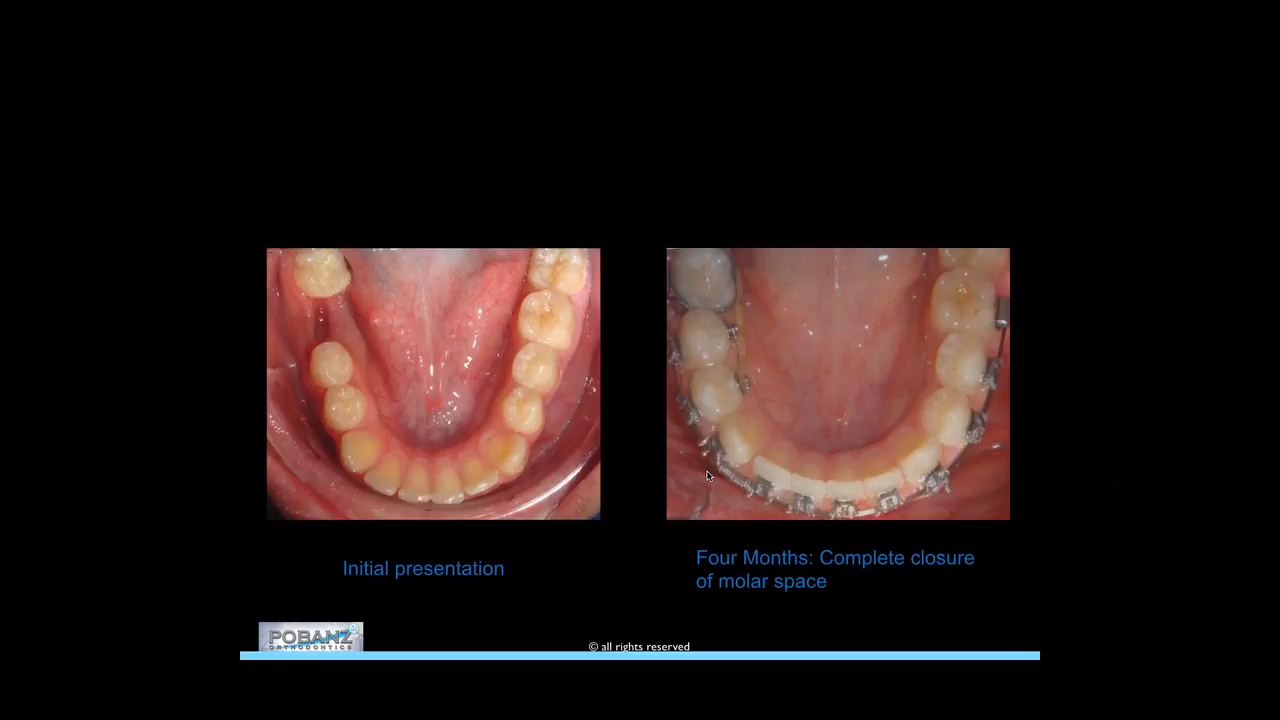 Initial presentation
Four Months: Complete closure
of molar space
POBANZ
ORTHODONTICS
© all rights reserved